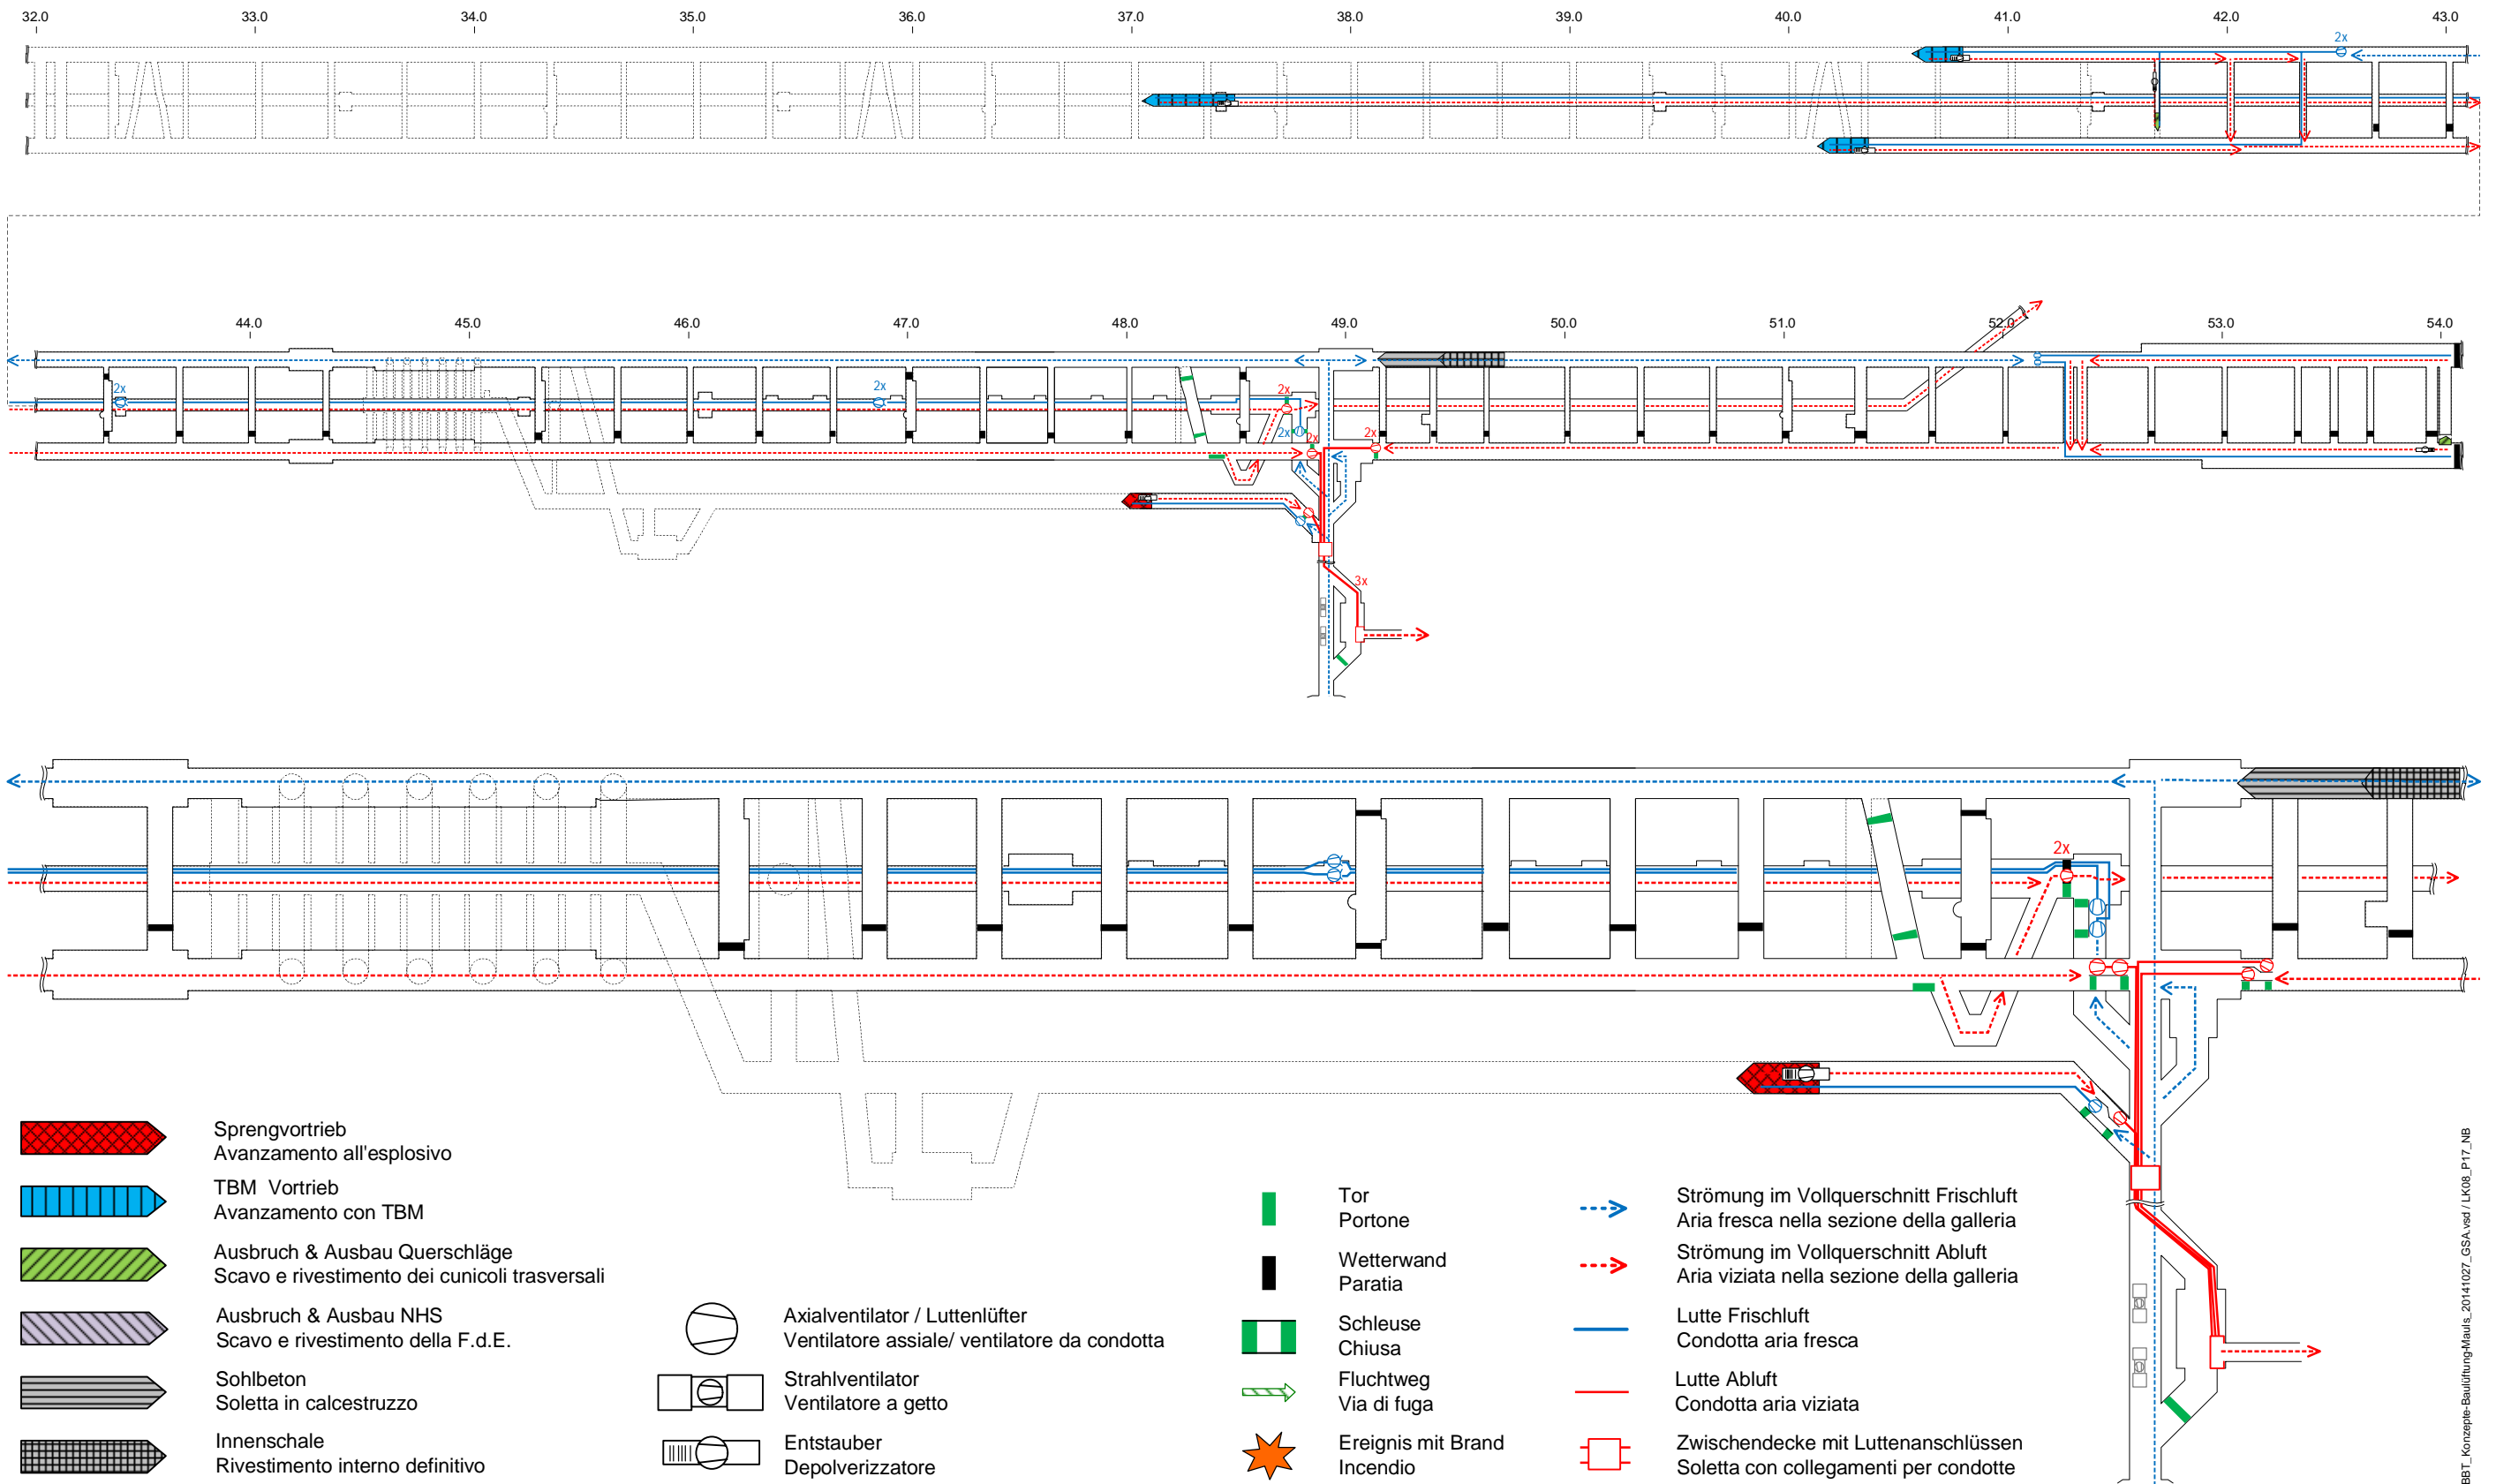 32.0 33.0 34.0 35.0 36.0 37.0 38.0 39.0 40.0 41.0 42.0 43.0
2x
44.0 45.0 46.0 47.0 48.0 49.0 50.0 51.0 52.0 53.0 54.0
2x 2x 2x
2x 2x 2x
3x
2x
Sprengvortrieb
Avanzamento all'esplosivo
TBM Vortrieb
Avanzamento con TBM
Ausbruch & Ausbau Querschläge
Scavo e rivestimento dei cunicoli trasversali
Ausbruch & Ausbau NHS
Scavo e rivestimento della F.d.E.
Sohlbeton
Soletta in calcestruzzo
Innenschale
Rivestimento interno definitivo
Axialventilator / Luttenlüfter
Ventilatore assiale/ ventilatore da condotta
Strahlventilator
Ventilatore a getto
Entstauber
Depolverizzatore
Tor
Portone
Wetterwand
Paratia
Schleuse
Chiusa
Fluchtweg
Via di fuga
Ereignis mit Brand
Incendio
Strömung im Vollquerschnitt Frischluft
Aria fresca nella sezione della galleria
Strömung im Vollquerschnitt Abluft
Aria viziata nella sezione della galleria
Lutte Frischluft
Condotta aria fresca
Lutte Abluft
Condotta aria viziata
Zwischendecke mit Luttenanschlüssen
Soletta con collegamenti per condotte
BBT_Konzepte-Baulüftung-Mauls_20141027_GSA.vsd / LK08_P17_NB